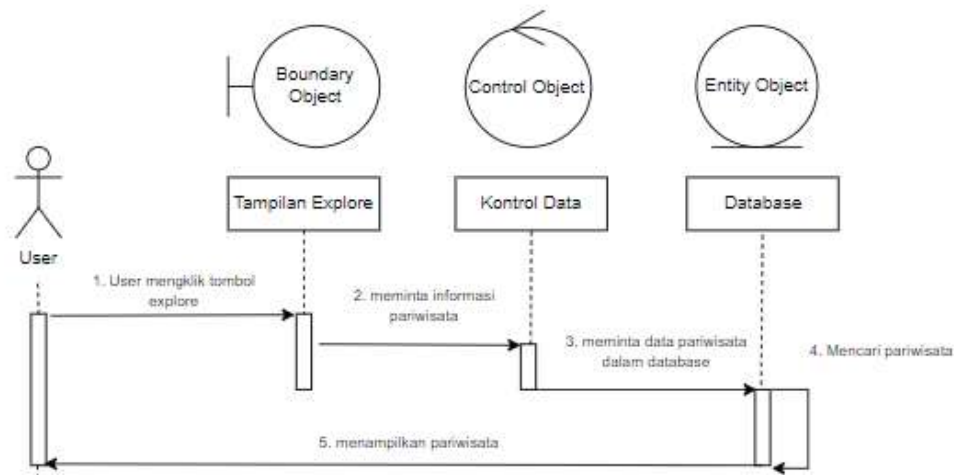 Boundary
Object
Control Object
Entity Object
Tampilan Explore
Kontrol Data
Database
User
1. User mengklik tombol
explore
2. meminta informasi
pariwisata
3. meminta data pariwisata
dalam database
4. Mencari pariwisata
5. menampilkan pariwisata